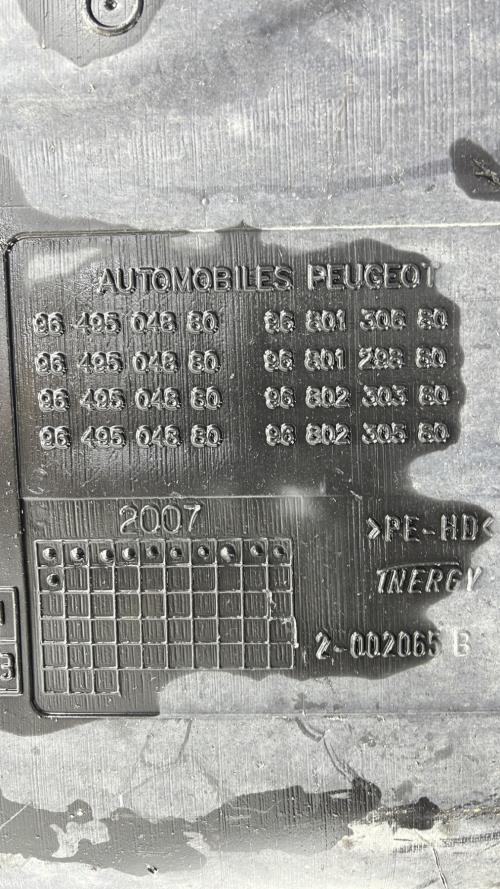 AUTOMOBILES PEUGEOT
96 495 048 80 96 801 306 80
96 495 048 80 96 801 298 80
96 495 048 80 96 802 303 80
96 495 048 80 96 802 305 80
2007
>PE-HD<
INERGY
2-002065 B